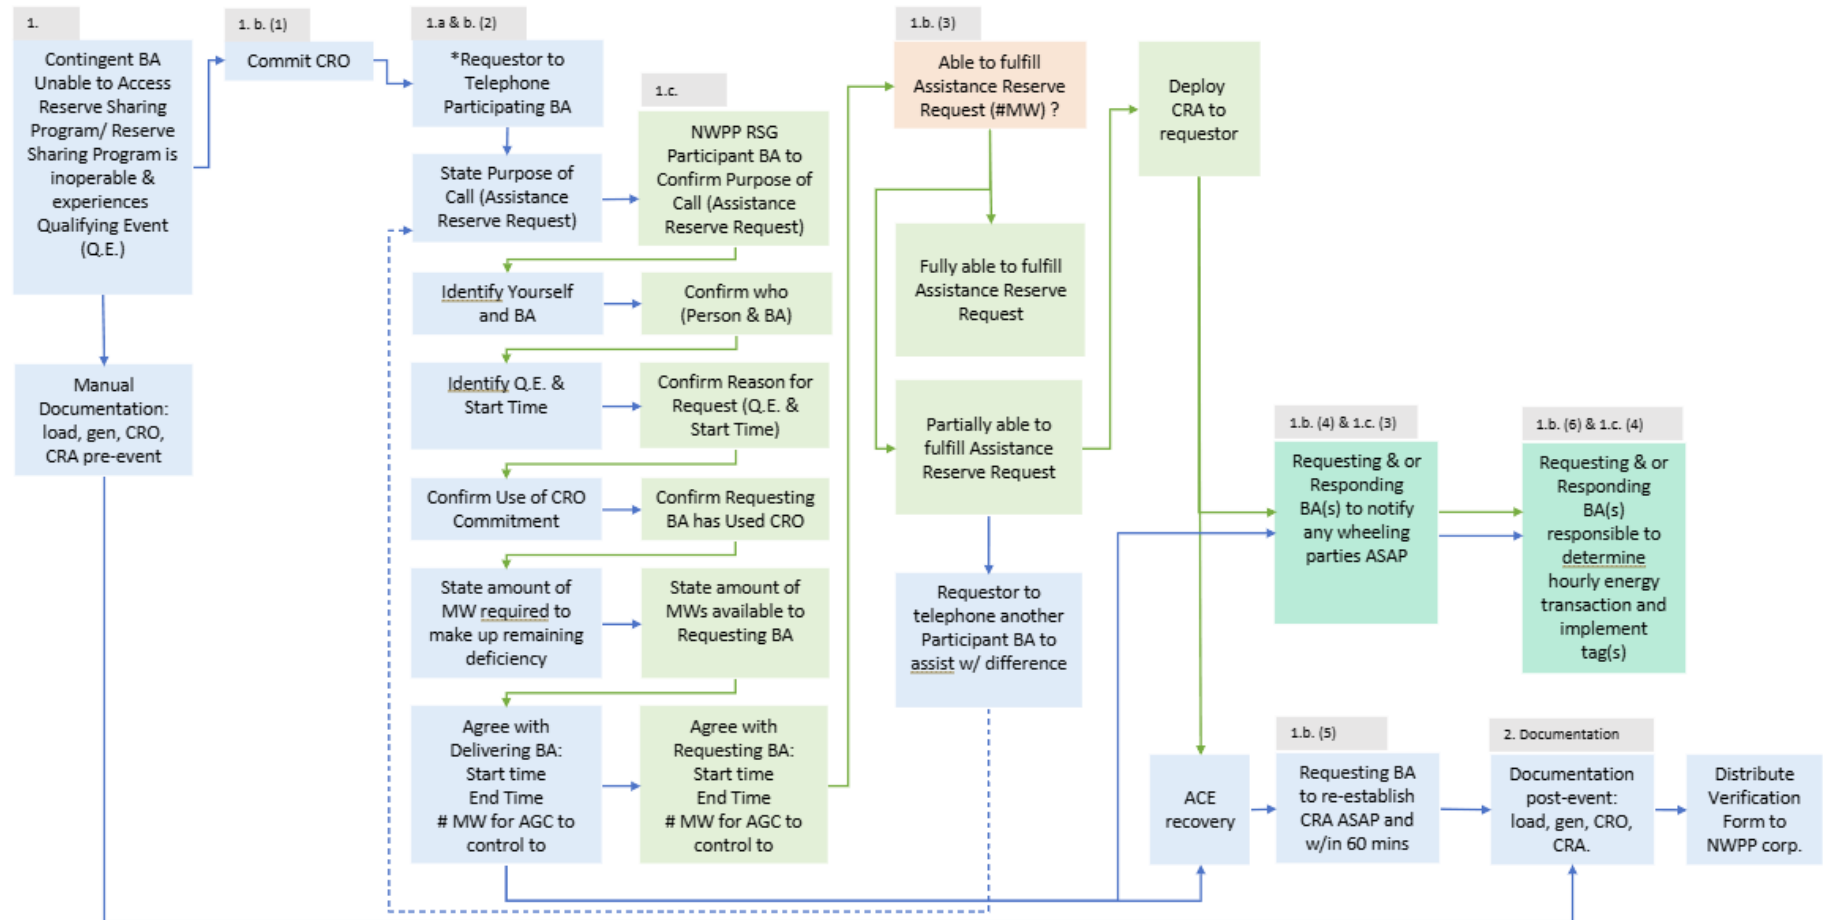 1.
Contingent BA
Unable to Access
Reserve Sharing
Program/ Reserve
Sharing Program is
inoperable &
experiences
Qualifying Event
(Q.E.)
Manual
Documentation:
load, gen, CRO,
CRA pre-event
1. b. (1)
Commit CRO
1.a & b. (2)
*Requestor to
Telephone
Participating BA
State Purpose of
Call (Assistance
Reserve Request)
1.c.
NWPP RSG
Participant BA to
Confirm Purpose of
Call (Assistance
Reserve Request)
Identify Yourself
and BA
Confirm who
(Person & BA)
Identify Q.E. &
Start Time
Confirm Reason for
Request (Q.E. &
Start Time)
Confirm Use of CRO
Commitment
Confirm Requesting
BA has Used CRO
State amount of
MW required to
make up remaining
deficiency
State amount of
MWs available to
Requesting BA
Agree with
Delivering BA:
Start time
End Time
# MW for AGC to
control to
Agree with
Requesting BA:
Start time
End Time
# MW for AGC to
control to
1.b. (3)
Able to fulfill
Assistance Reserve
Request (#MW) ?
Fully able to fulfill
Assistance Reserve
Request
Partially able to
fulfill Assistance
Reserve Request
Requestor to
telephone another
Participant BA to
assist w/ difference
Deploy
CRA to
requestor
1.b. (4) & 1.c. (3)
Requesting & or
Responding
BA(s) to notify
any wheeling
parties ASAP
1.b. (6) & 1.c. (4)
Requesting & or
Responding
BA(s)
responsible to
determine
hourly energy
transaction and
implement
tag(s)
ACE
recovery
1.b. (5)
Requesting BA
to re-establish
CRA ASAP and
w/in 60 mins
2. Documentation
Documentation
post-event:
load, gen, CRO,
CRA.
Distribute
Verification
Form to
NWPP corp.